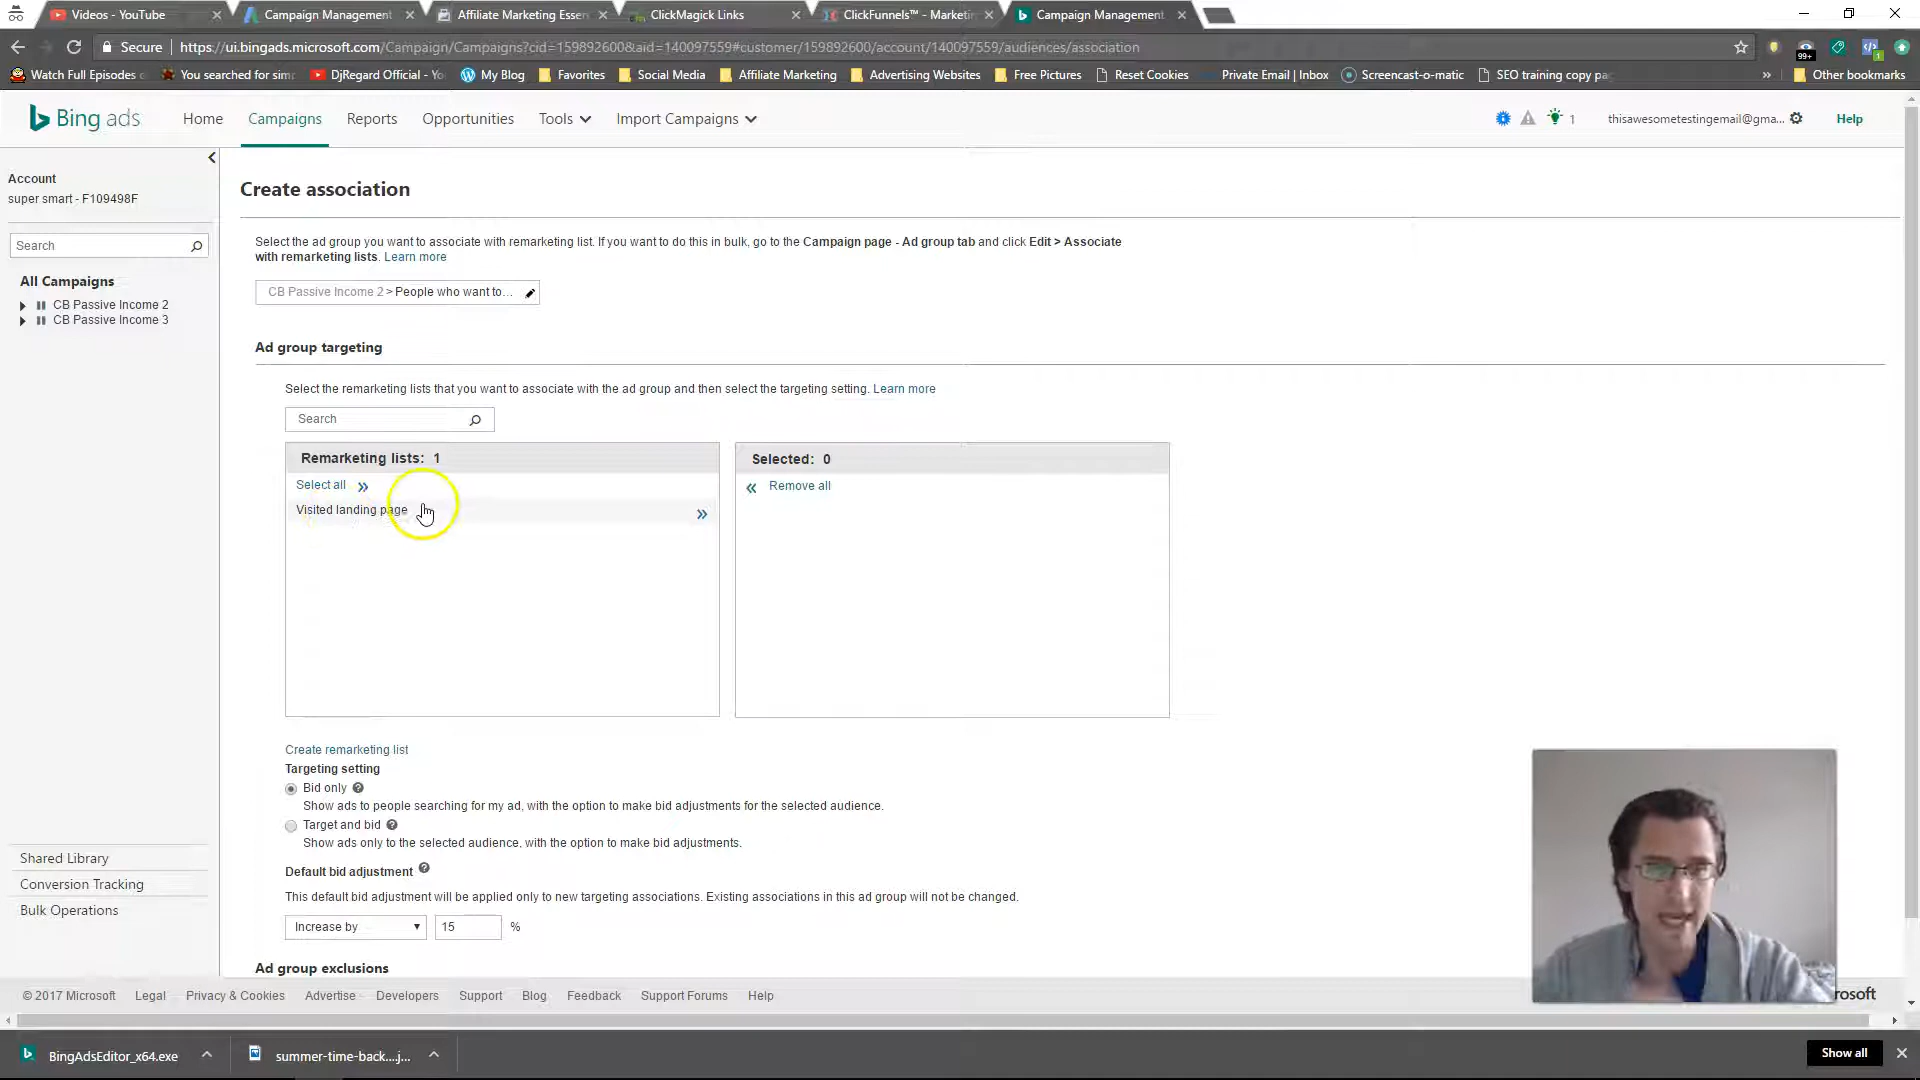 Videos - YouTube
Campaign Management
Affiliate Marketing Esser
ClickMagick Links
ClickFunnels™ - Marketin
Campaign Management
Secure
https://ui.bingads.microsoft.com/Campaign/Campaigns?cid=159892600&aid=140097559#customer/159892600/account/140097559/audiences/association
99+
1
Watch Full Episodes
You searched for sim
DjRegard Official - Yo
My Blog
Favorites
Social Media
Affiliate Marketing
Advertising Websites
Free Pictures
Reset Cookies
Private Email | Inbox
Screencast-o-matic
SEO training copy pa
Other bookmarks
Bing ads
Home
Campaigns
Reports
Opportunities
Tools
Import Campaigns
1
thisawesometestingemail@gma...
Help
Account
super smart - F109498F
Search
All Campaigns
CB Passive Income 2
CB Passive Income 3
Shared Library
Conversion Tracking
Bulk Operations
Create association
Select the ad group you want to associate with remarketing list. If you want to do this in bulk, go to the Campaign page - Ad group tab and click Edit > Associate
with remarketing lists. Learn more
CB Passive Income 2 > People who want to...
Ad group targeting
Select the remarketing lists that you want to associate with the ad group and then select the targeting setting. Learn more
Search
Remarketing lists: 1
Select all
Visited landing page
Selected: 0
Remove all
Create remarketing list
Targeting setting
Bid only
Show ads to people searching for my ad, with the option to make bid adjustments for the selected audience.
Target and bid
Show ads only to the selected audience, with the option to make bid adjustments.
Default bid adjustment
This default bid adjustment will be applied only to new targeting associations. Existing associations in this ad group will not be changed.
Increase by
15
%
Ad group exclusions
© 2017 Microsoft
Legal
Privacy & Cookies
Advertise
Developers
Support
Blog
Feedback
Support Forums
Help
rosoft
BingAdsEditor_x64.exe
summer-time-back....j...
Show all